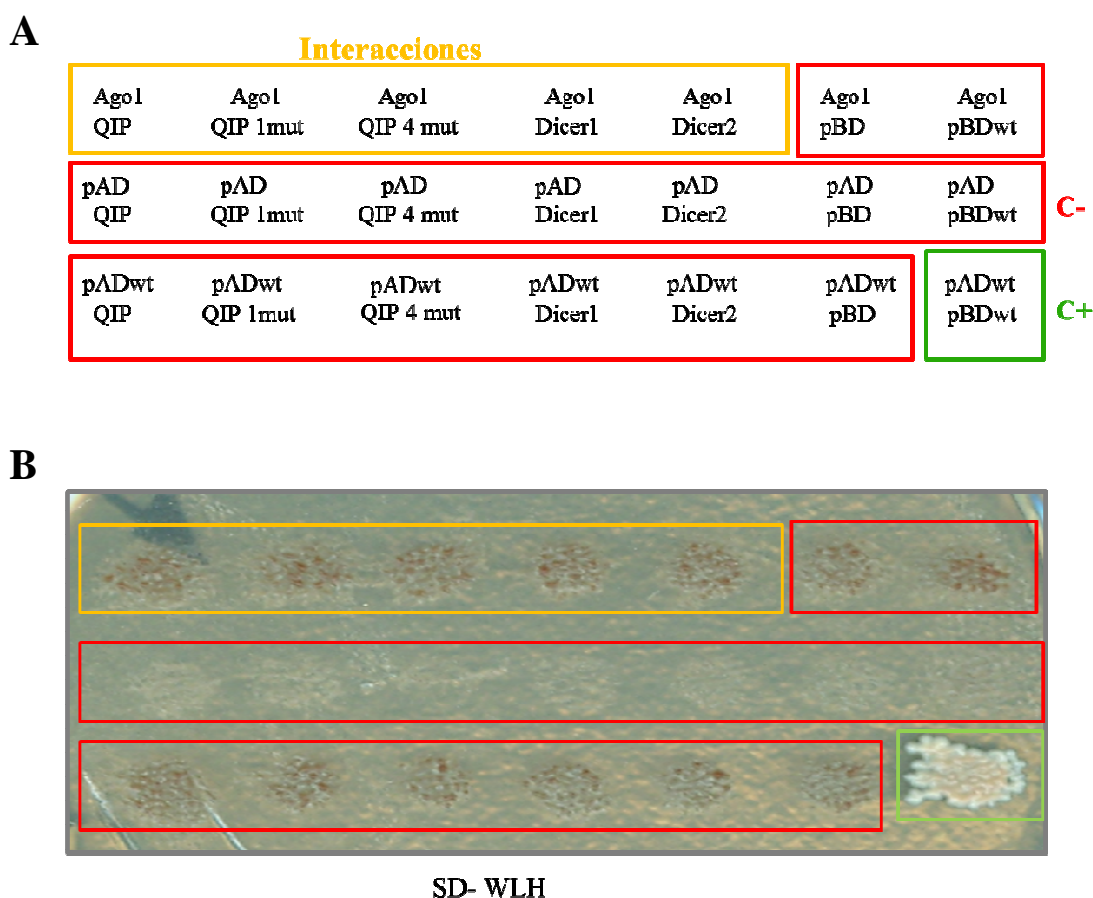 A
Interacciones
Ago1 Ago1 Ago1 Ago1 Ago1 Ago1 Ago1
QIP QIP 1mut QIP 4 mut Dicer1 Dicer2 pBD pBDwt
pAD pAD pAD pAD pAD pAD pAD
QIP QIP 1mut QIP 4 mut Dicer1 Dicer2 pBD pBDwt
C-
pADwt pADwt pADwt pADwt pADwt pADwt pADwt
QIP QIP 1mut QIP 4 mut Dicer1 Dicer2 pBD pBDwt
C+
B
SD- WLH